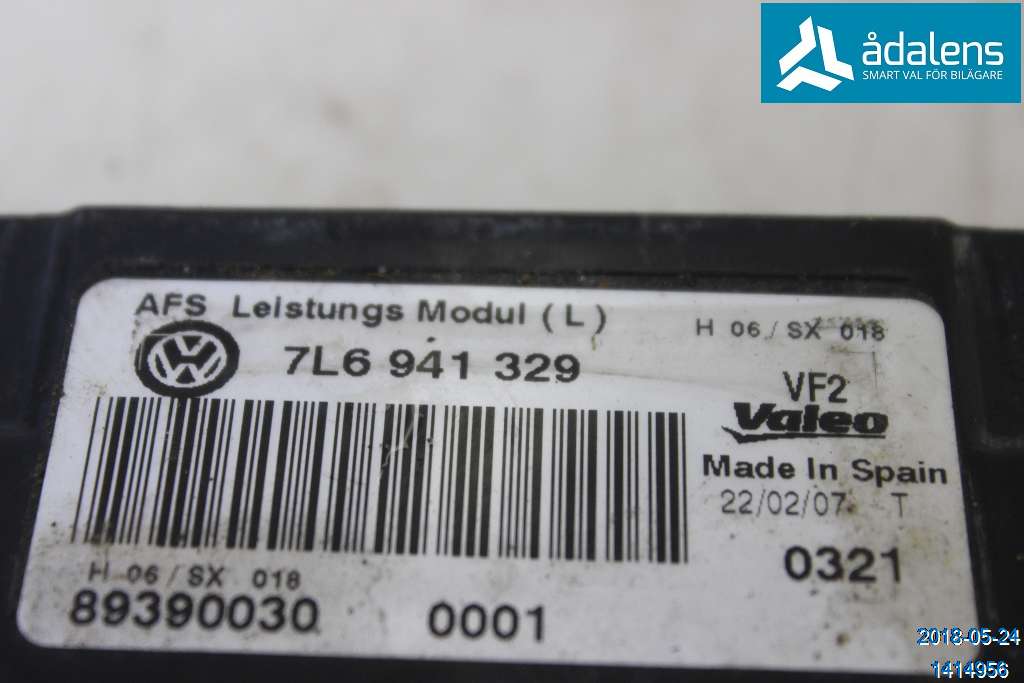 ådalens
SMART VAL FÖR BILÄGARE
AFS Leistungs Modul (L)
H 06/SX 018
7L6 941 329
VF2
Valeo
Made In Spain
22/02/07 T
0321
H 06/SX 018
89390030 0001
2018-05-24
1414956